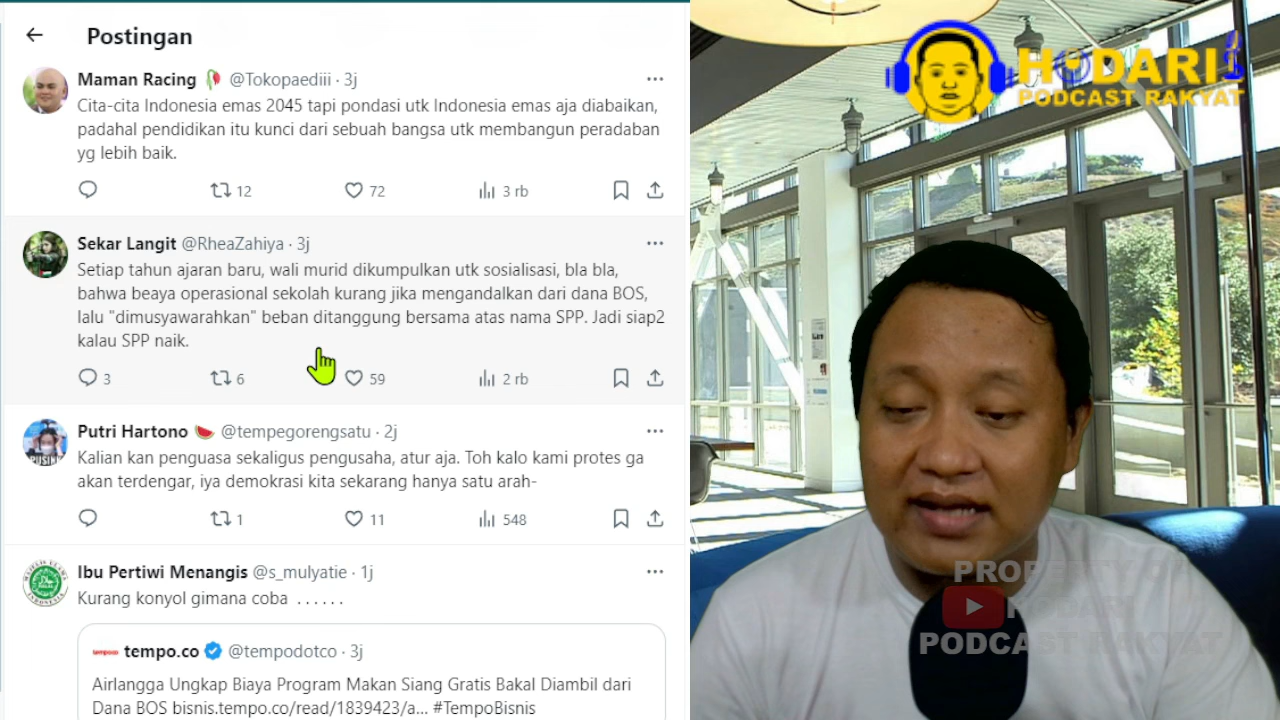 Postingan
Maman Racing @Tokopaediii · 3j
Cita-cita Indonesia emas 2045 tapi pondasi utk Indonesia emas aja diabaikan,
padahal pendidikan itu kunci dari sebuah bangsa utk membangun peradaban
yg lebih baik.
12 72 3 rb
Sekar Langit @RheaZahiya · 3j
Setiap tahun ajaran baru, wali murid dikumpulkan utk sosialisasi, bla bla,
bahwa beaya operasional sekolah kurang jika mengandalkan dari dana BOS,
lalu "dimusyawarahkan" beban ditanggung bersama atas nama SPP. Jadi siap2
kalau SPP naik.
3 6 59 2 rb
Putri Hartono @tempegorengsatu · 2j
Kalian kan penguasa sekaligus pengusaha, atur aja. Toh kalo kami protes ga
akan terdengar, iya demokrasi kita sekarang hanya satu arah-
1 11 548
Ibu Pertiwi Menangis @s_mulyatie · 1j
Kurang konyol gimana coba ......
tempo.co @tempodotco · 3j
Airlangga Ungkap Biaya Program Makan Siang Gratis Bakal Diambil dari
Dana BOS bisnis.tempo.co/read/1839423/a... #TempoBisnis
HODARI
PODCAST RAKYAT
PROPERTY OF
HODARI
PODCAST RAKYAT